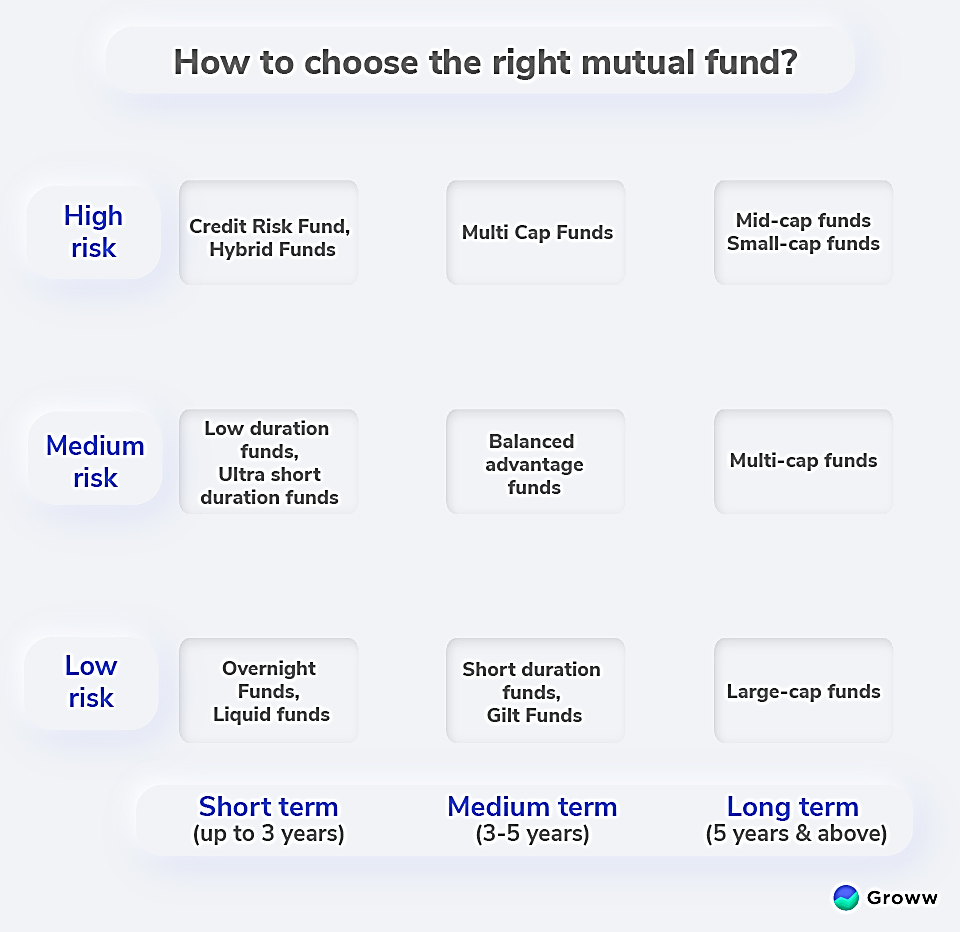 How to choose the right mutual fund?
High
risk
Credit Risk Fund,
Hybrid Funds
Multi Cap Funds
Mid-cap funds
Small-cap funds
Medium
risk
Low duration
funds,
Ultra short
duration funds
Balanced
advantage
funds
Multi-cap funds
Low
risk
Overnight
Funds,
Liquid funds
Short duration
funds,
Gilt Funds
Large-cap funds
Short term
(up to 3 years)
Medium term
(3-5 years)
Long term
(5 years & above)
Groww